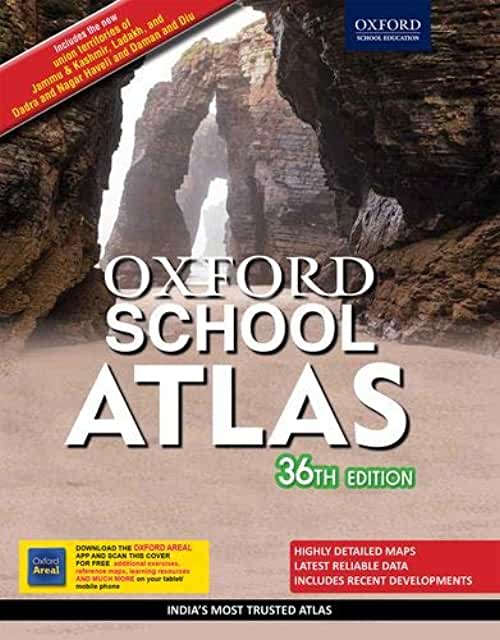 Includes the new
union territories of
Jammu & Kashmir, Ladakh, and
Dadra and Nagar Haveli and Daman and Diu
OXFORD
SCHOOL EDUCATION
OXFORD
SCHOOL
ATLAS
36TH EDITION
Oxford
Areal
DOWNLOAD THE OXFORD AREAL
APP AND SCAN THIS COVER
FOR FREE additional exercises,
reference maps, learning resources
AND MUCH MORE on your tablet/
mobile phone
HIGHLY DETAILED MAPS
LATEST RELIABLE DATA
INCLUDES RECENT DEVELOPMENTS
INDIA'S MOST TRUSTED ATLAS